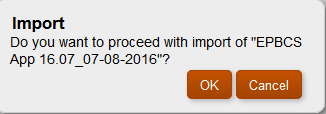 Import
Do you want to proceed with import of "EPBCS
App 16.07_07-08-2016"?
OK Cancel